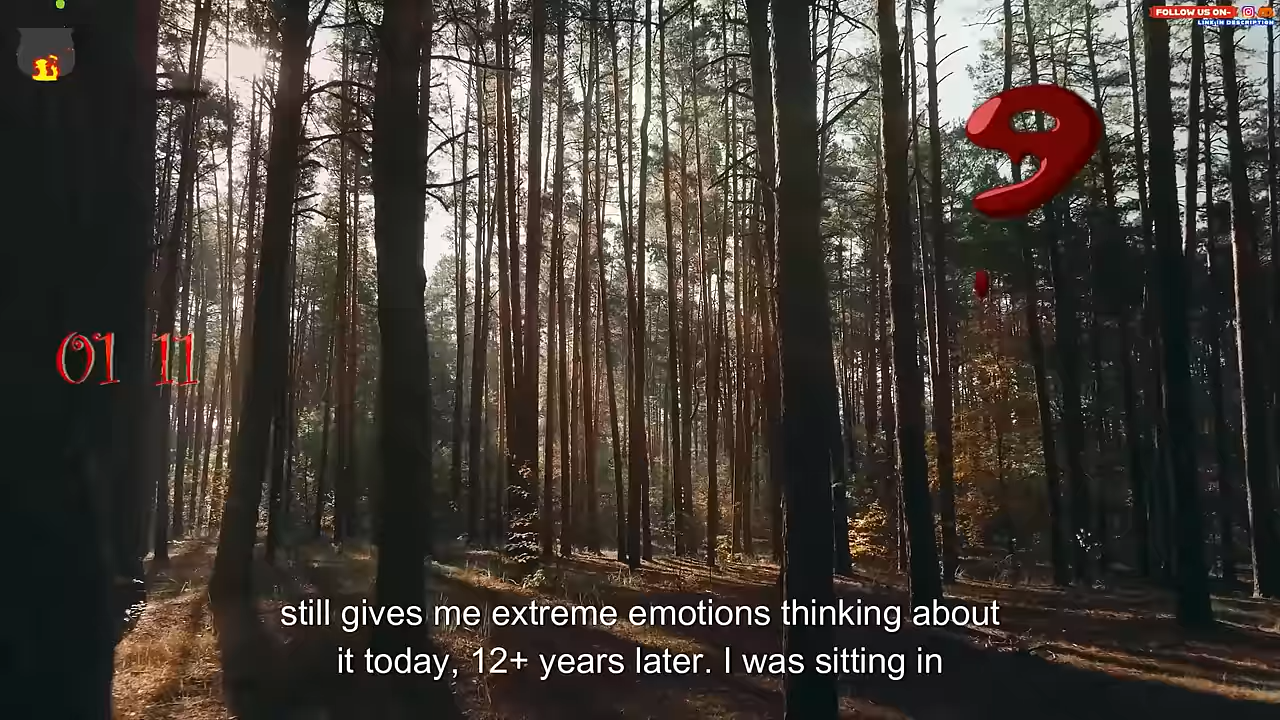 FOLLOW US ON-
LINK IN DESCRIPTION
9
01 11
still gives me extreme emotions thinking about
it today, 12+ years later. I was sitting in